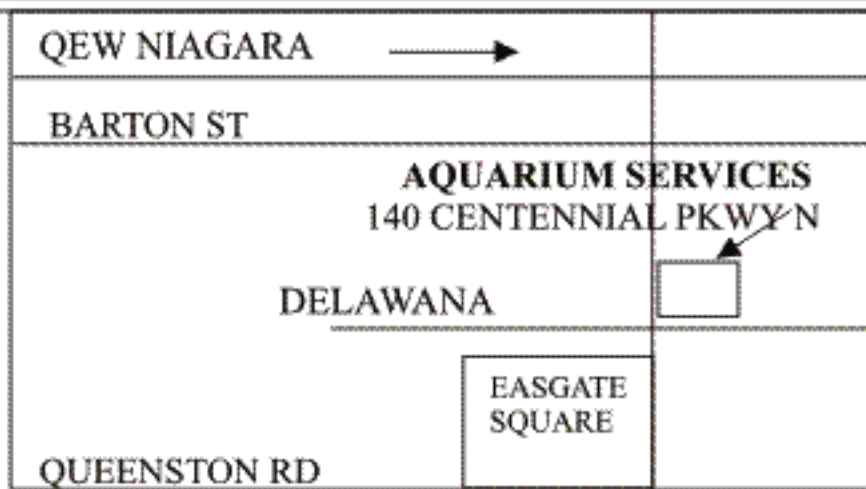 QEW NIAGARA
BARTON ST
AQUARIUM SERVICES
140 CENTENNIAL PKWY N
DELAWANA
EASGATE
SQUARE
QUEENSTON RD